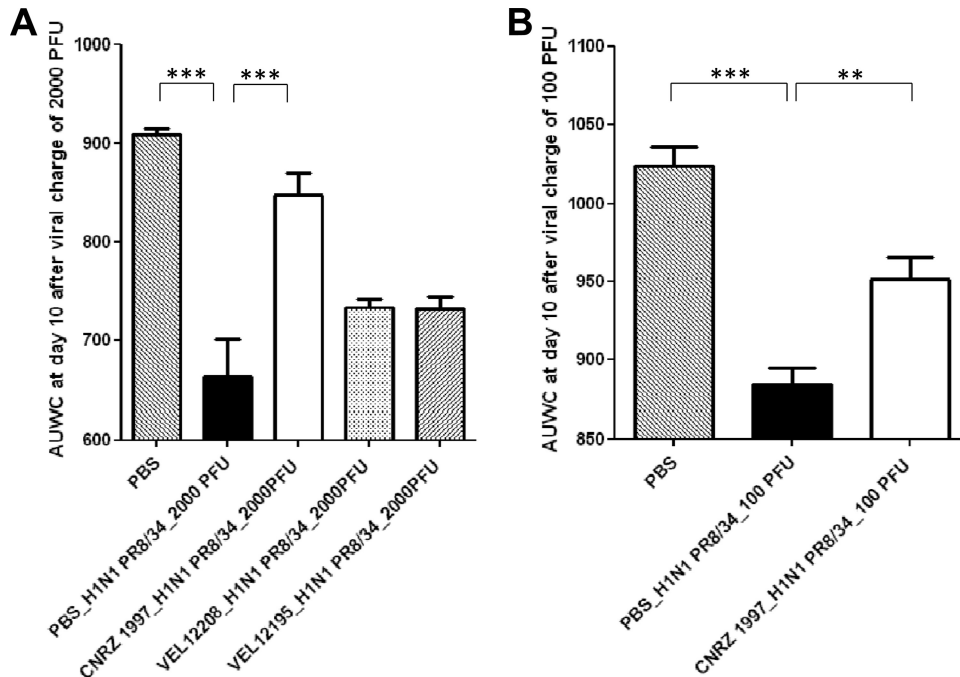 A
AUWC at day 10 after viral charge of 2000 PFU
1000
900
800
700
600
***
***
PBS
PBS_H1N1 PR8/34_2000 PFU
CNRZ 1997_H1N1 PR8/34_2000PFU
VEL12208_H1N1 PR8/34_2000PFU
VEL12195_H1N1 PR8/34_2000PFU
B
AUWC at day 10 after viral charge of 100 PFU
1100
1050
1000
950
900
850
***
**
PBS
PBS_H1N1 PR8/34_100 PFU
CNRZ 1997_H1N1 PR8/34_100 PFU